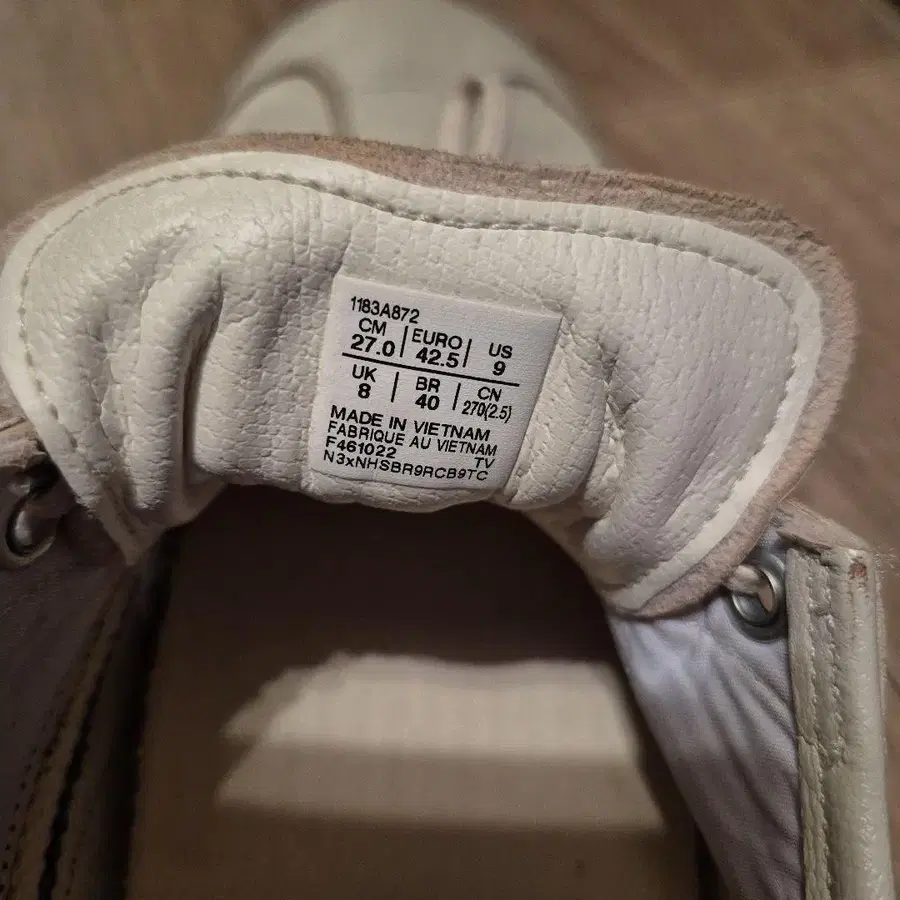 1183A872
CM 27.0 | EURO 42.5 | US 9
UK 8 | BR 40 | CN 270(2.5)
MADE IN VIETNAM
FABRIQUE AU VIETNAM
F461022 TV
N3xNHSBR9RCB9TC